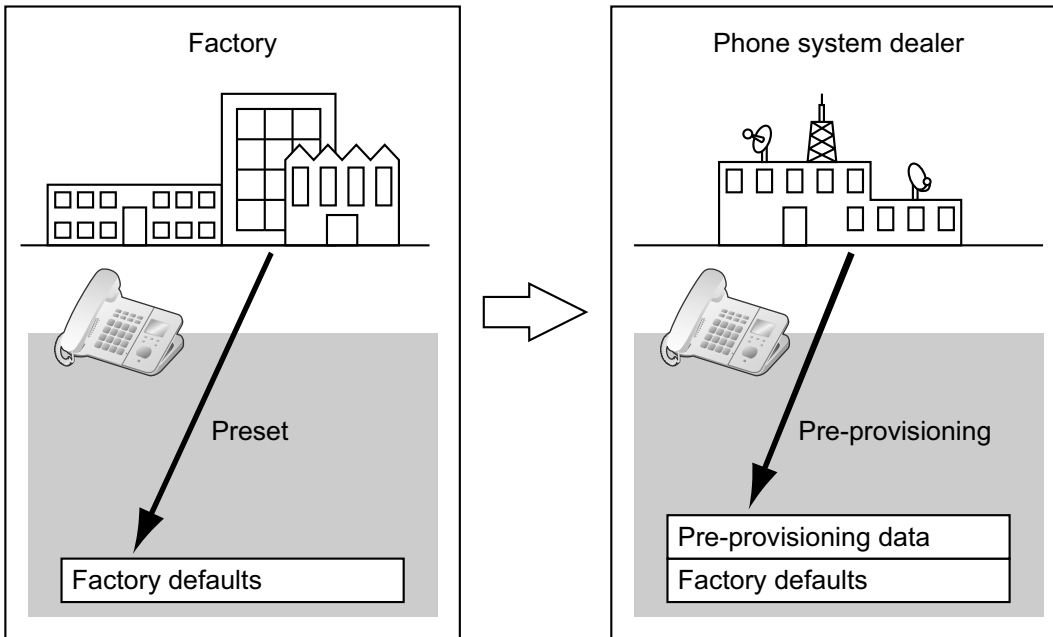 Factory
Preset
Factory defaults
Phone system dealer
Pre-provisioning
Pre-provisioning data
Factory defaults